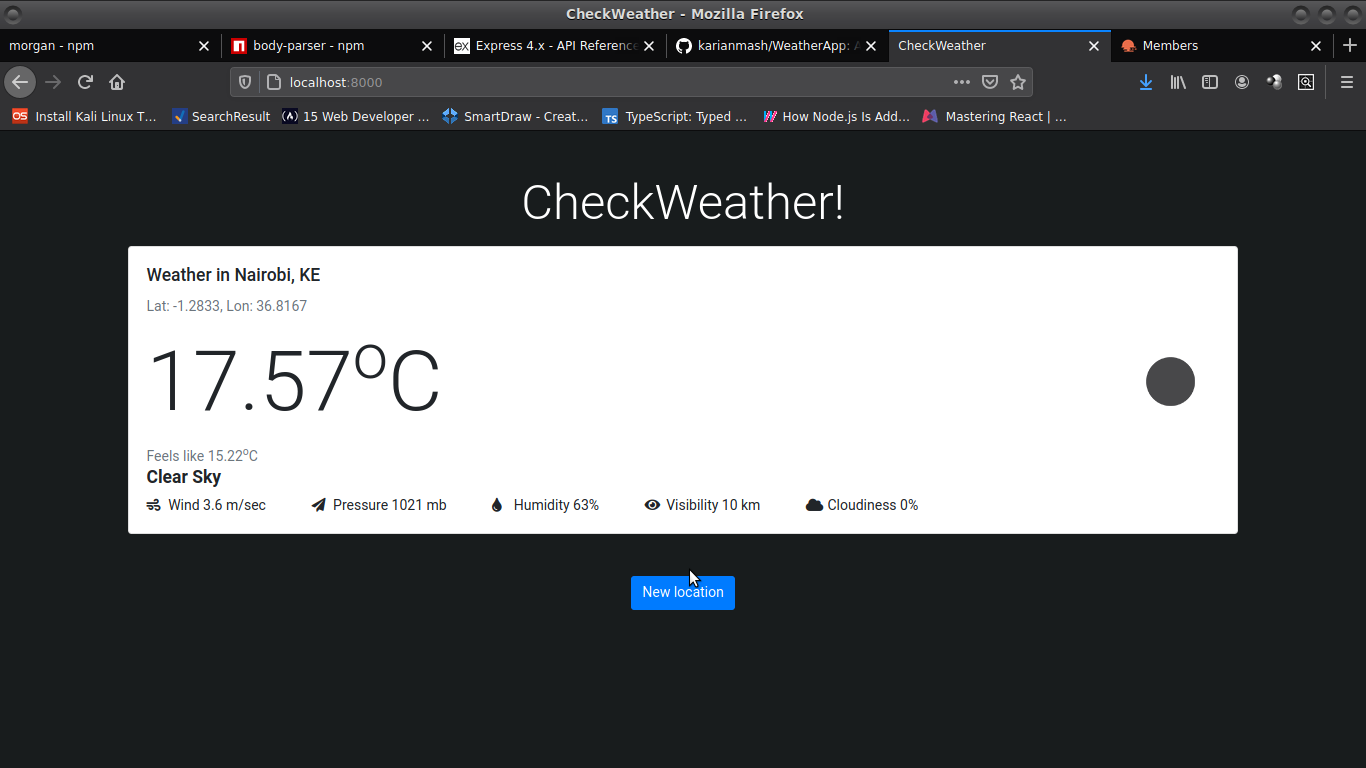 CheckWeather - Mozilla Firefox
morgan - npm
body-parser - npm
Express 4.x - API Reference
karianmash/WeatherApp:
CheckWeather
Members
localhost:8000
Install Kali Linux T...
SearchResult
15 Web Developer ...
SmartDraw - Creat...
TS
TypeScript: Typed ...
How Node.js Is Add...
Mastering React | ...
CheckWeather!
Weather in Nairobi, KE
Lat: -1.2833, Lon: 36.8167
17.57ºC
Feels like 15.22ºC
Clear Sky
Wind 3.6 m/sec
Pressure 1021 mb
Humidity 63%
Visibility 10 km
Cloudiness 0%
New location